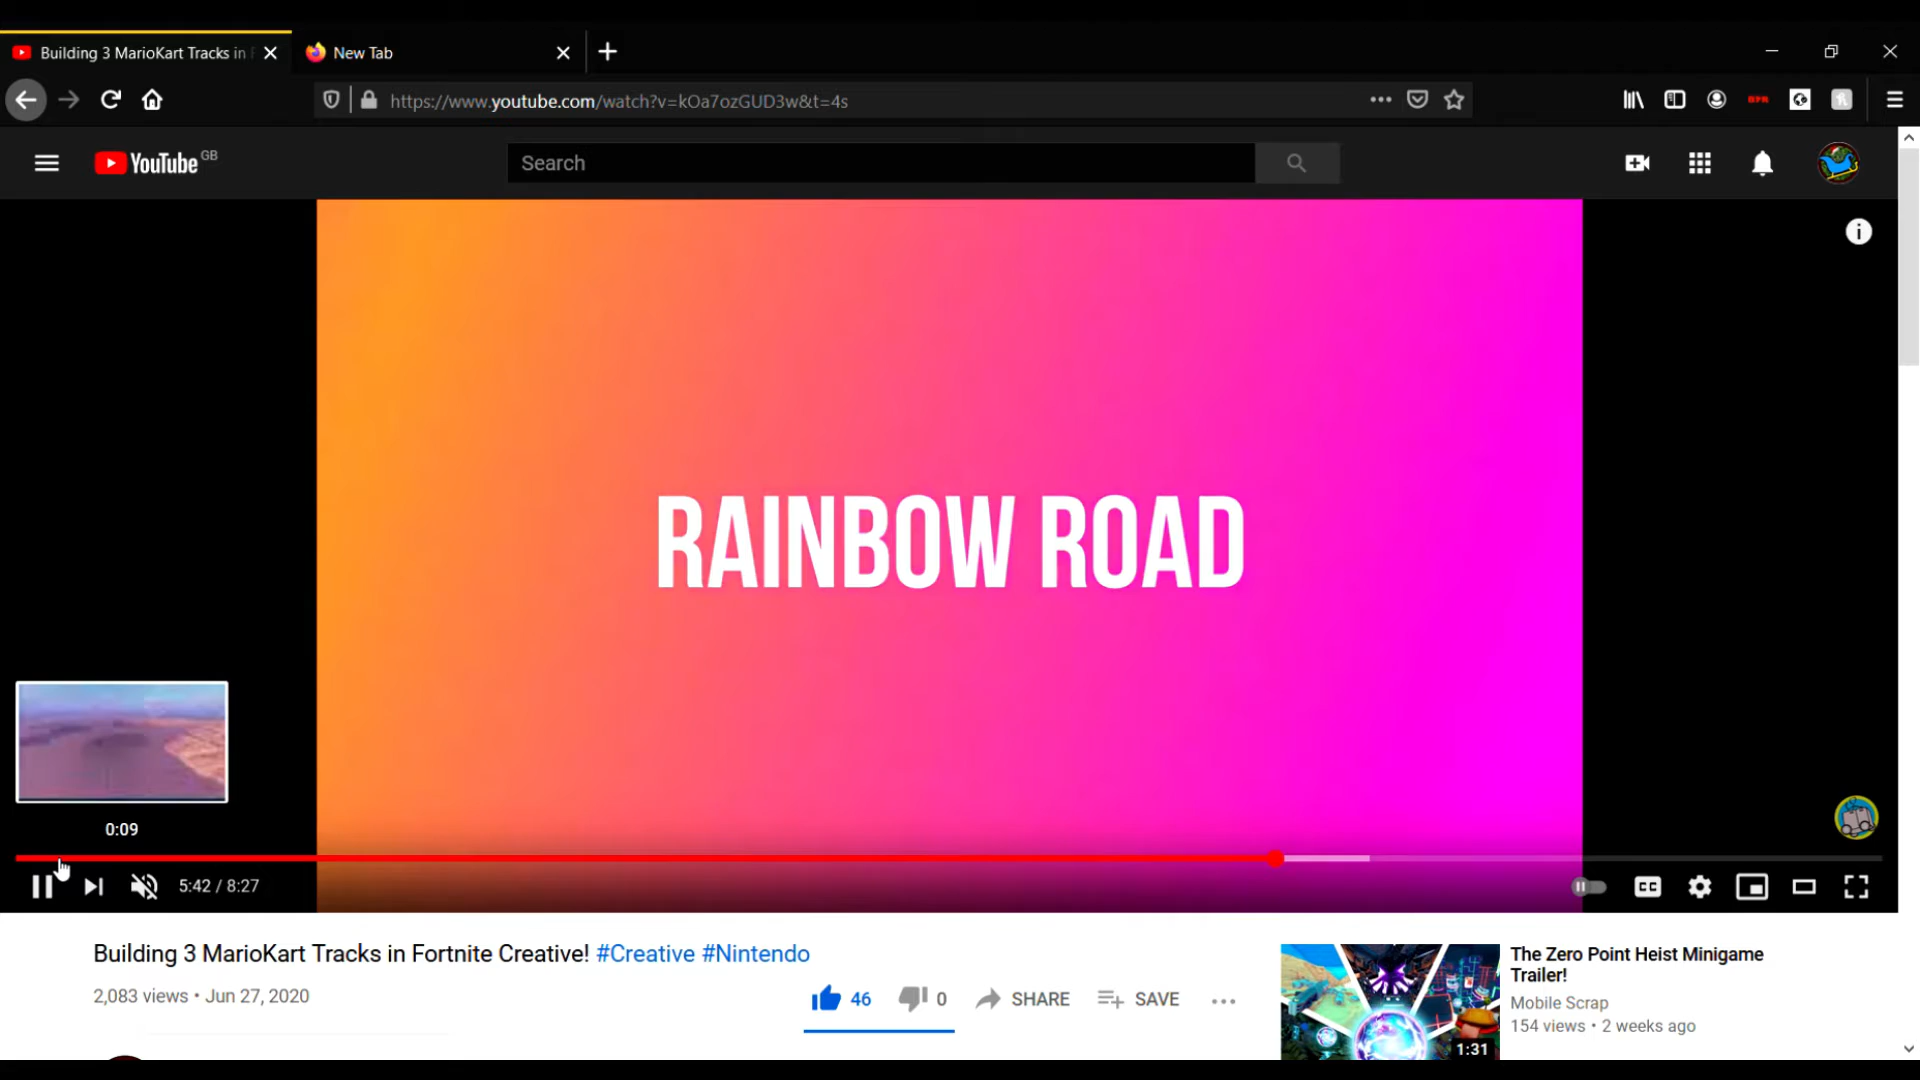 Building 3 MarioKart Tracks in
New Tab
https://www.youtube.com/watch?v=kOa7ozGUD3w&t=4s
YouTube GB
Search
RAINBOW ROAD
0:09
5:42 / 8:27
CC
Building 3 MarioKart Tracks in Fortnite Creative! #Creative #Nintendo
2,083 views • Jun 27, 2020
46
0
SHARE
SAVE
The Zero Point Heist Minigame
Trailer!
Mobile Scrap
154 views • 2 weeks ago
1:31